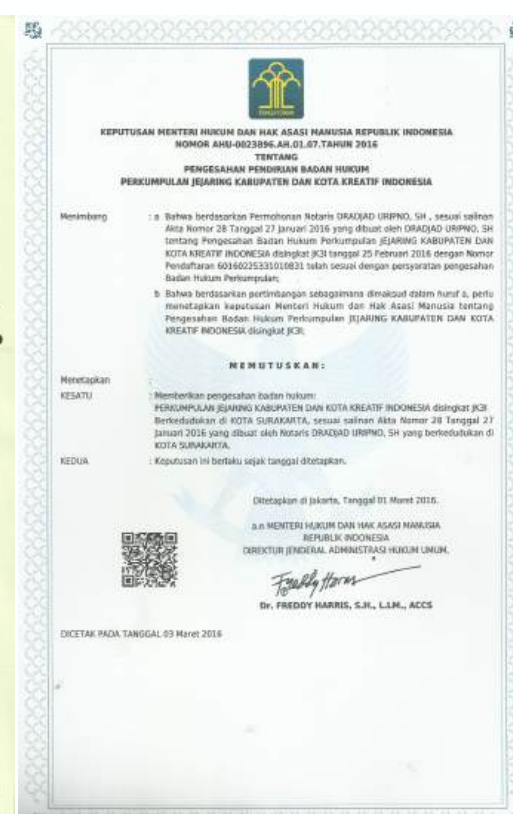 KEPUTUSAN MENTERI HUKUM DAN HAK ASASI MANUSIA REPUBLIK INDONESIA
NOMOR AHU-0023896.AH.01.07.TAHUN 2016
TENTANG
PENGESAHAN PENDIRIAN BADAN HUKUM
PERKUMPULAN JEJARING KABUPATEN DAN KOTA KREATIF INDONESIA
Menimbang : a Bahwa berdasarkan Permohonan Notaris DRADJAD URIPNO, SH , sesuai salinan
Akta Nomor 28 Tanggal 27 Januari 2016 yang dibuat oleh DRADJAD URIPNO, SH
tentang Pengesahan Badan Hukum Perkumpulan JEJARING KABUPATEN DAN
KOTA KREATIF INDONESIA disingkat JK3I tanggal 25 Februari 2016 dengan Nomor
Pendaftaran 60160225331010831 telah sesuai dengan persyaratan pengesahan
Badan Hukum Perkumpulan;
b Bahwa berdasarkan pertimbangan sebagaimana dimaksud dalam huruf a, perlu
menetapkan keputusan Menteri Hukum dan Hak Asasi Manusia tentang
Pengesahan Badan Hukum Perkumpulan JEJARING KABUPATEN DAN KOTA
KREATIF INDONESIA disingkat JK3I;
MEMUTUSKAN:
Menetapkan :
KESATU : Memberikan pengesahan badan hukum:
PERKUMPULAN JEJARING KABUPATEN DAN KOTA KREATIF INDONESIA disingkat JK3I
Berkedudukan di KOTA SURAKARTA, sesuai salinan Akta Nomor 28 Tanggal 27
Januari 2016 yang dibuat oleh Notaris DRADJAD URIPNO, SH yang berkedudukan di
KOTA SURAKARTA.
KEDUA : Keputusan ini berlaku sejak tanggal ditetapkan.
Ditetapkan di Jakarta, Tanggal 01 Maret 2016.
a.n MENTERI HUKUM DAN HAK ASASI MANUSIA
REPUBLIK INDONESIA
DIREKTUR JENDERAL ADMINISTRASI HUKUM UMUM,
Freddy Harris
Dr. FREDDY HARRIS, S.H., L.LM., ACCS
DICETAK PADA TANGGAL 03 Maret 2016